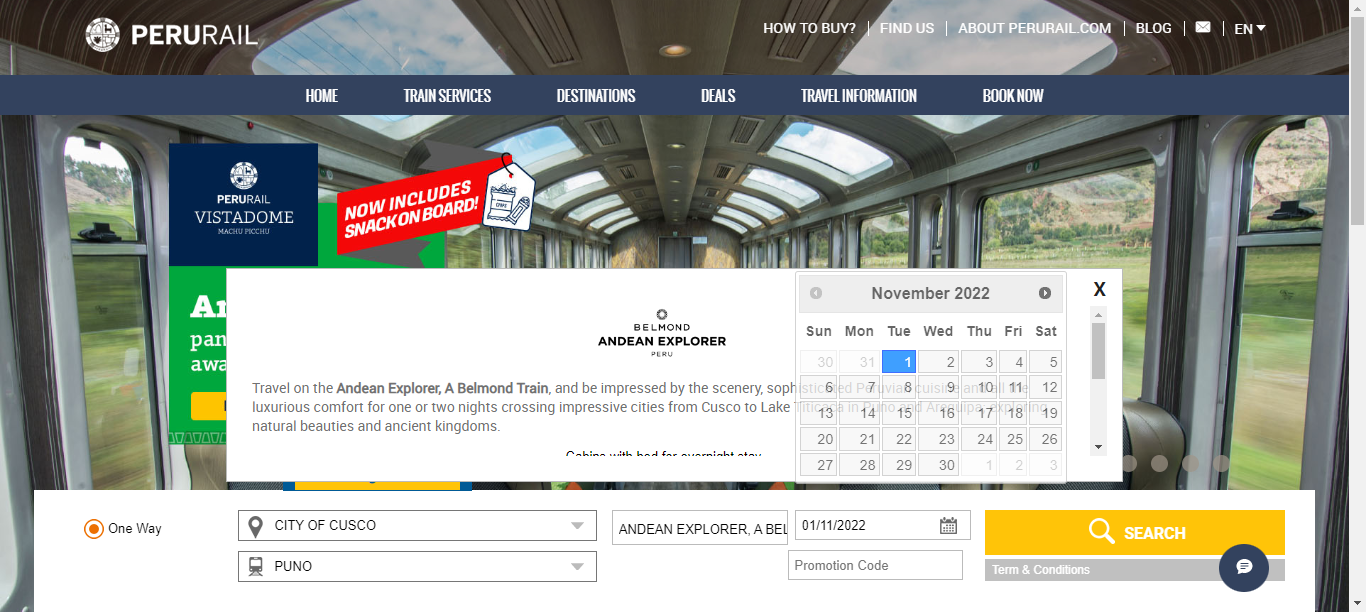 PERURAIL
HOW TO BUY?
FIND US
ABOUT PERURAIL.COM
BLOG
EN
HOME
TRAIN SERVICES
DESTINATIONS
DEALS
TRAVEL INFORMATION
BOOK NOW
PERURAIL
VISTADOME
MACHU PICCHU
NOW INCLUDES
SNACK ON BOARD!
BELMOND
ANDEAN EXPLORER
PERU
Travel on the Andean Explorer, A Belmond Train, and be impressed by the scenery, sophisticated Peruvian cuisine and all the
luxurious comfort for one or two nights crossing impressive cities from Cusco to Lake Titicaca in Puno and Arequipa, exploring
natural beauties and ancient kingdoms.
Cabins with bed for overnight stay
X
November 2022
Sun Mon Tue Wed Thu Fri Sat
30 31 1 2 3 4 5
6 7 8 9 10 11 12
13 14 15 16 17 18 19
20 21 22 23 24 25 26
27 28 29 30 1 2 3
One Way
CITY OF CUSCO
PUNO
ANDEAN EXPLORER, A BEL
01/11/2022
Promotion Code
SEARCH
Term & Conditions